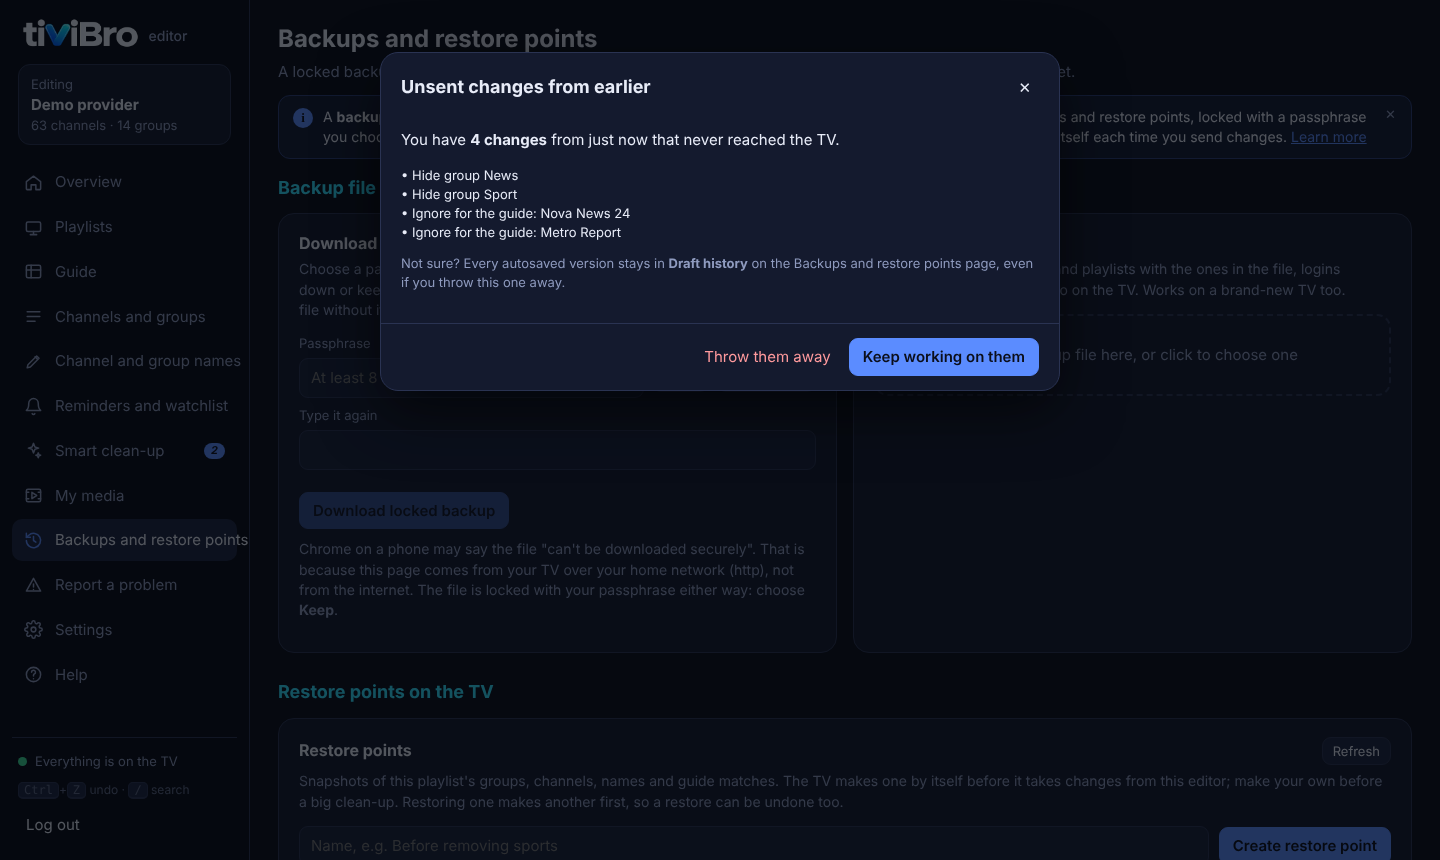 tiviBro editor
Editing
Demo provider
63 channels · 14 groups
Overview
Playlists
Guide
Channels and groups
Channel and group names
Reminders and watchlist
Smart clean-up 2
My media
Backups and restore points
Report a problem
Settings
Help
Everything is on the TV
Ctrl+Z undo · / search
Log out
Backups and restore points
A locked back
et.
A backu
s and restore points, locked with a passphrase
you choo
tself each time you send changes. Learn more
Backup file
Download
Choose a pa
down or kee
file without
Passphrase
At least 8
Type it again
Download locked backup
Chrome on a phone may say the file "can't be downloaded securely". That is
because this page comes from your TV over your home network (http), not
from the internet. The file is locked with your passphrase either way: choose
Keep.
nd playlists with the ones in the file, logins
o on the TV. Works on a brand-new TV too.
p file here, or click to choose one
Unsent changes from earlier
You have 4 changes from just now that never reached the TV.
• Hide group News
• Hide group Sport
• Ignore for the guide: Nova News 24
• Ignore for the guide: Metro Report
Not sure? Every autosaved version stays in Draft history on the Backups and restore points page, even
if you throw this one away.
Throw them away
Keep working on them
Restore points on the TV
Restore points
Refresh
Snapshots of this playlist's groups, channels, names and guide matches. The TV makes one by itself before it takes changes from this editor; make your own before
a big clean-up. Restoring one makes another first, so a restore can be undone too.
Name, e.g. Before removing sports
Create restore point